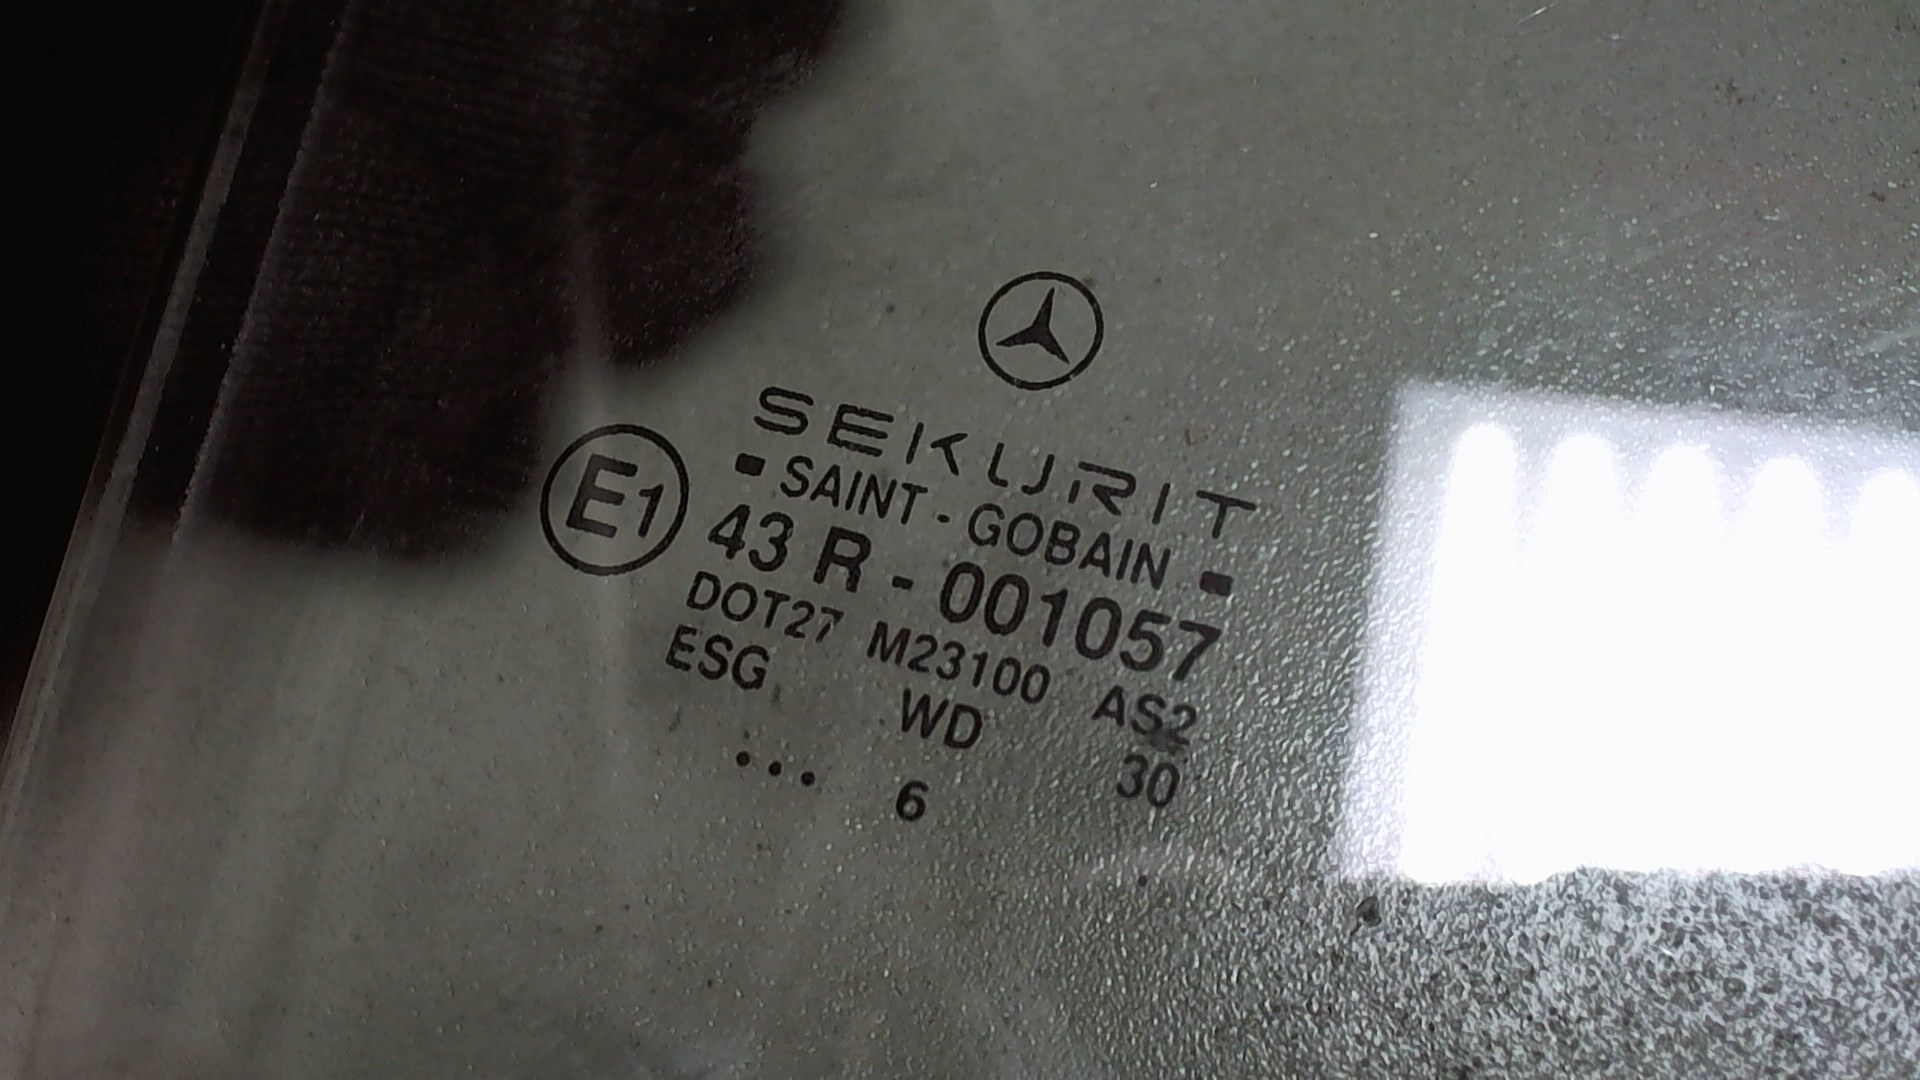 SEKURIT
SAINT - GOBAIN
E1 43 R - 001057
DOT27 M23100 AS2
ESG WD 30
... 6